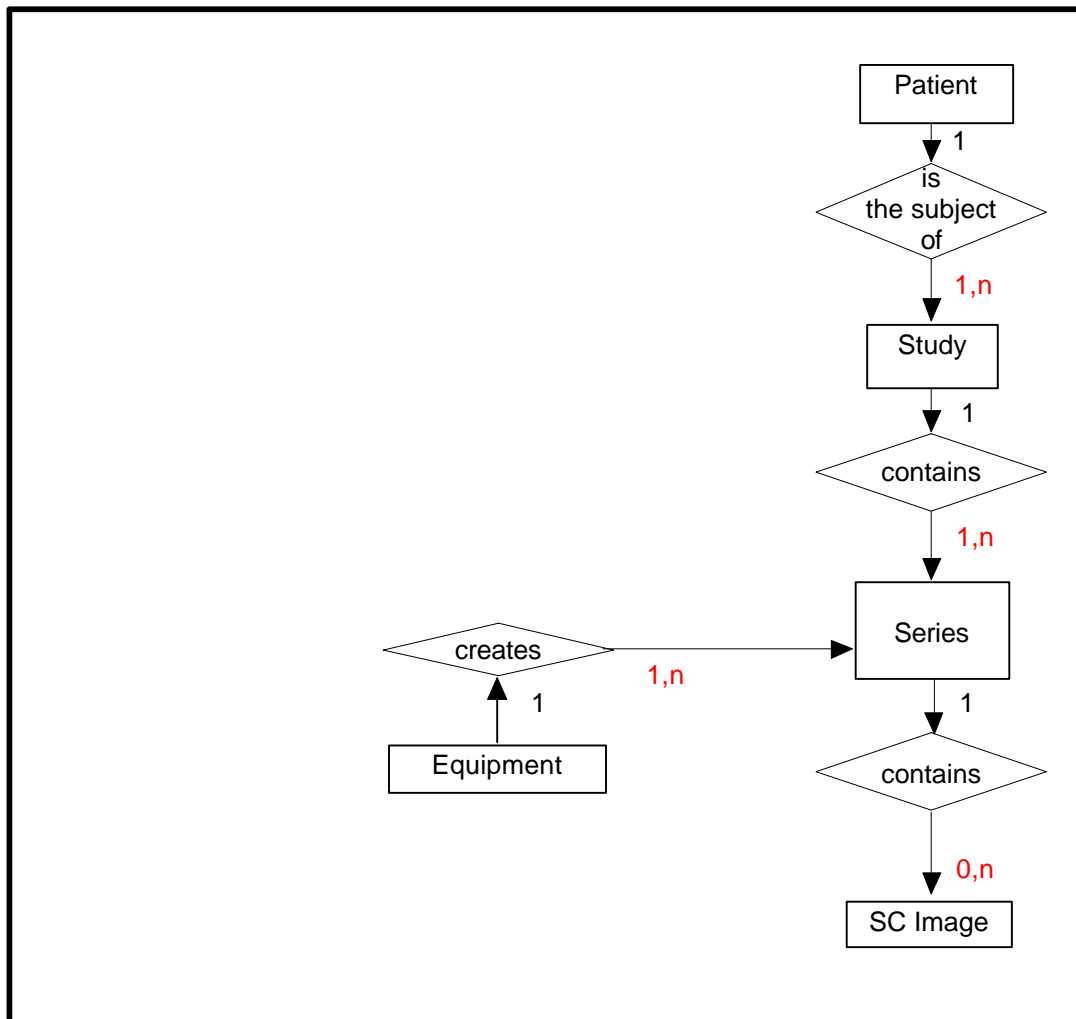 Patient
1
is
the subject
of
1,n
Study
1
contains
1,n
Series
creates
1,n
1
1
Equipment
contains
0,n
SC Image